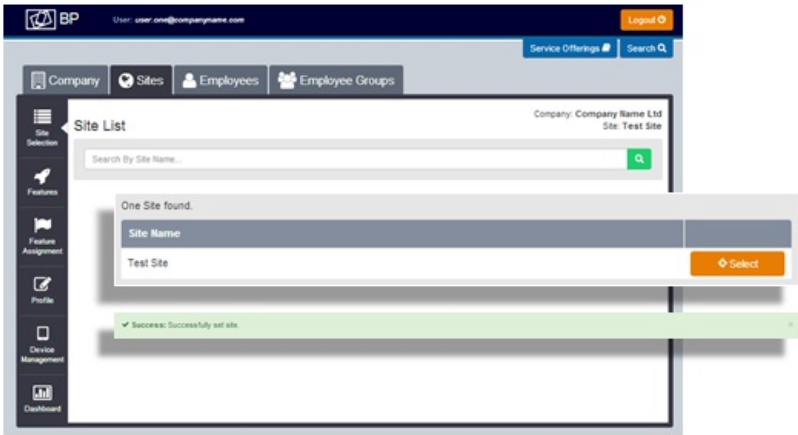 BP
User: user.one@companyname.com
Logout
Service Offerings
Search
Company
Sites
Employees
Employee Groups
Site List
Company: Company Name Ltd
Site: Test Site
Site
Selection
Search By Site Name...
Features
One Site found.
Site Name
Feature
Assignment
Test Site
Select
Profile
Success: Successfully set site.
Device
Management
Dashboard